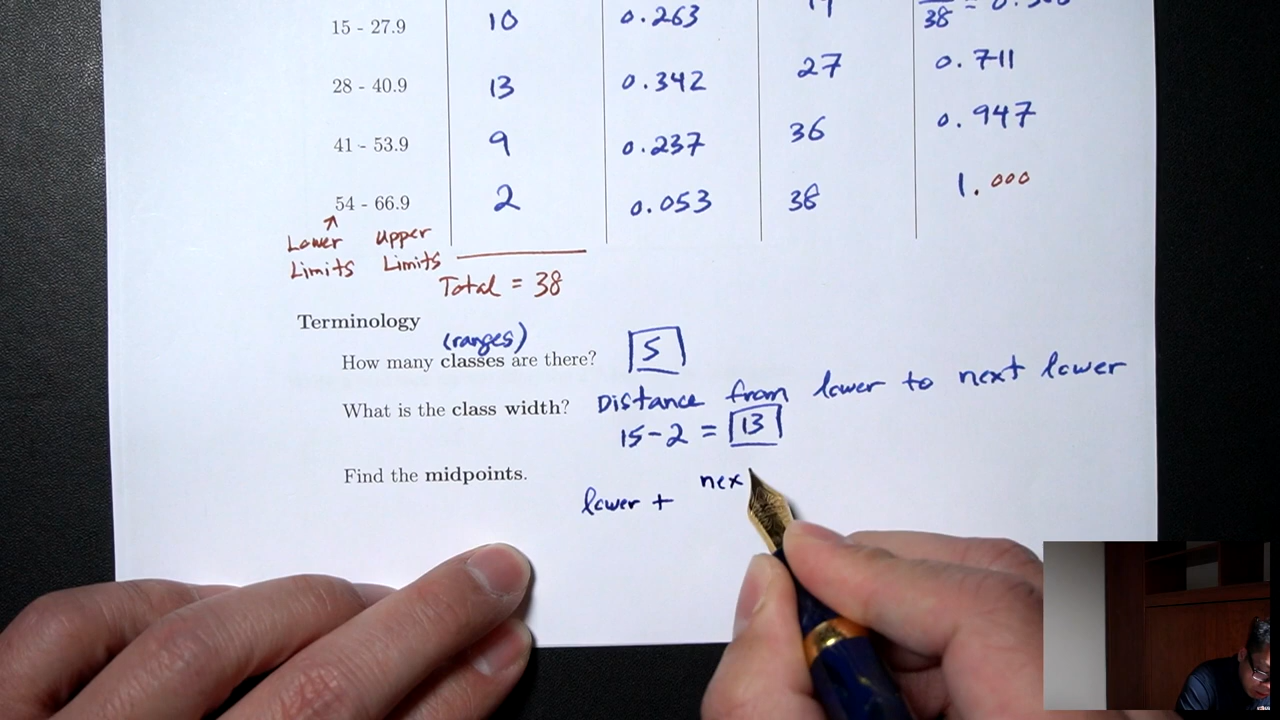 15 - 27.9 10 0.263
38
28 - 40.9 13 0.342 27 0.711
41 - 53.9 9 0.237 36 0.947
54 - 66.9 2 0.053 38 1.000
Lower Upper
Limits Limits
Total = 38
Terminology
(ranges)
How many classes are there? 5
What is the class width? Distance from lower to next lower
15-2 = 13
Find the midpoints.
lower + nex